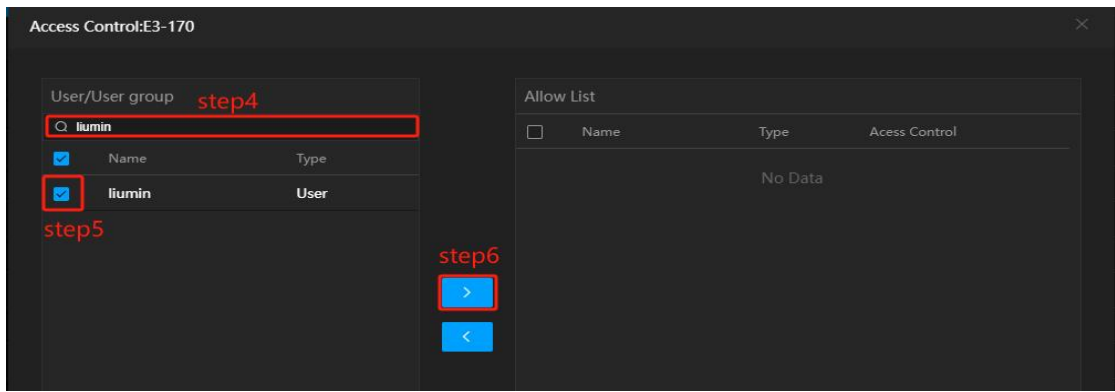 Access Control:E3-170
User/User group
step4
liumin
Name Type
liumin User
step5
step6
>
<
Allow List
Name Type Acess Control
No Data